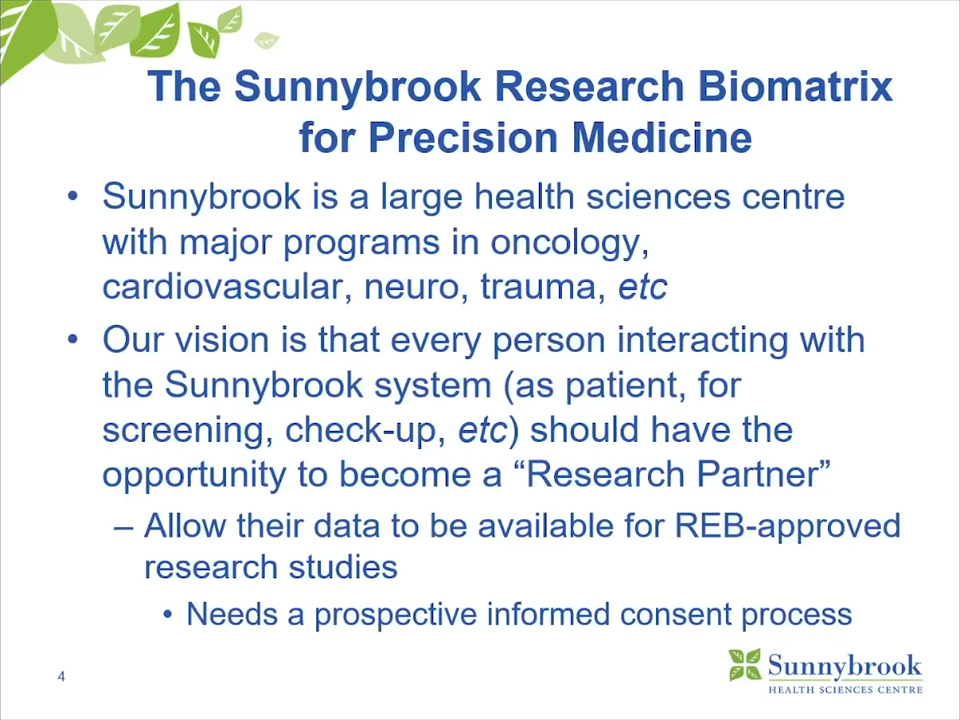 The Sunnybrook Research Biomatrix
for Precision Medicine
• Sunnybrook is a large health sciences centre
with major programs in oncology,
cardiovascular, neuro, trauma, etc
• Our vision is that every person interacting with
the Sunnybrook system (as patient, for
screening, check-up, etc) should have the
opportunity to become a “Research Partner”
– Allow their data to be available for REB-approved
research studies
• Needs a prospective informed consent process
4
Sunnybrook
HEALTH SCIENCES CENTRE